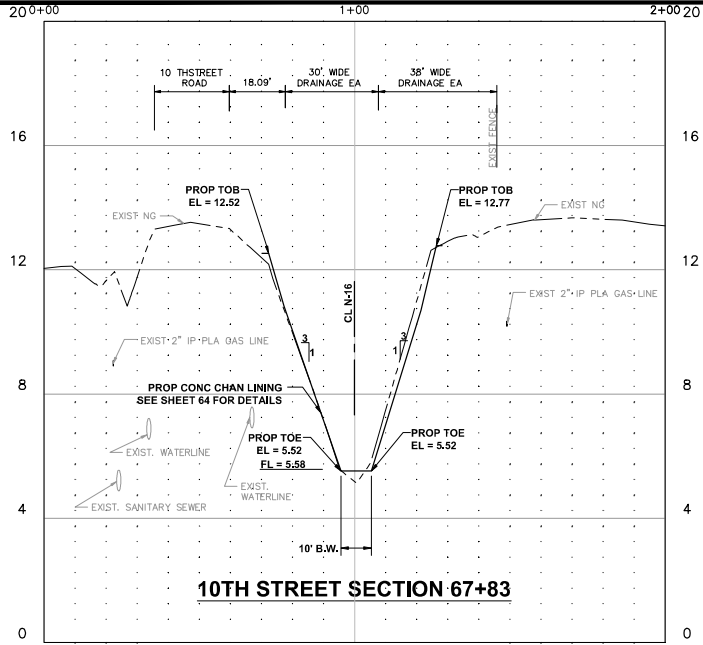 20 0+00 1+00 2+00 20
10 THSTREET
ROAD
18.09'
30' WIDE
DRAINAGE EA
38' WIDE
DRAINAGE EA
EXIST FENCE
16 16
PROP TOB
EL = 12.52
PROP TOB
EL = 12.77
EXIST NG
EXIST NG
12 12
CL N-16
EXIST 2" IP PLA GAS LINE
EXIST 2" IP PLA GAS LINE
3
1
3
1
8 8
PROP CONC CHAN LINING
SEE SHEET 64 FOR DETAILS
PROP TOE
EL = 5.52
FL = 5.58
PROP TOE
EL = 5.52
EXIST. WATERLINE
EXIST.
WATERLINE
EXIST. SANITARY SEWER
4 4
10' B.W.
10TH STREET SECTION 67+83
0 0